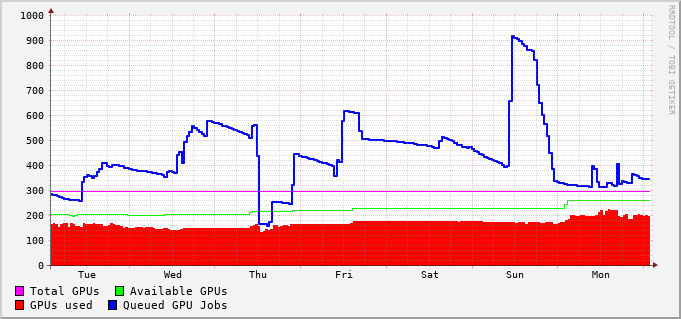 1000
900
800
700
600
500
400
300
200
100
0
Tue Wed Thu Fri Sat Sun Mon
Total GPUs Available GPUs
GPUs used Queued GPU Jobs
RRDTOOL / TOBI OETIKER